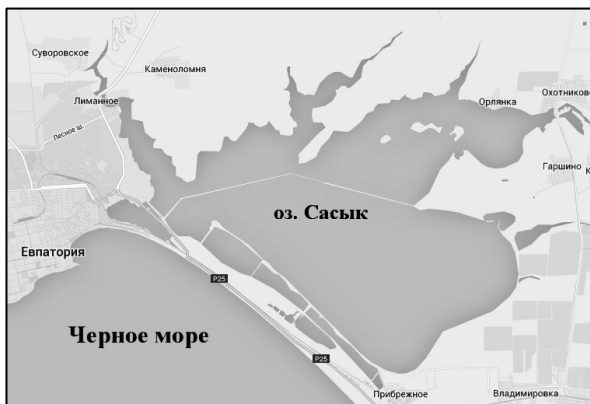 Суворовское
Каменоломня
Лиманное
Лесное ш.
Орлянка
Охотниково
Гаршино
К
оз. Сасык
Евпатория
P25
Черное море
P25
Прибрежное
Владимировка